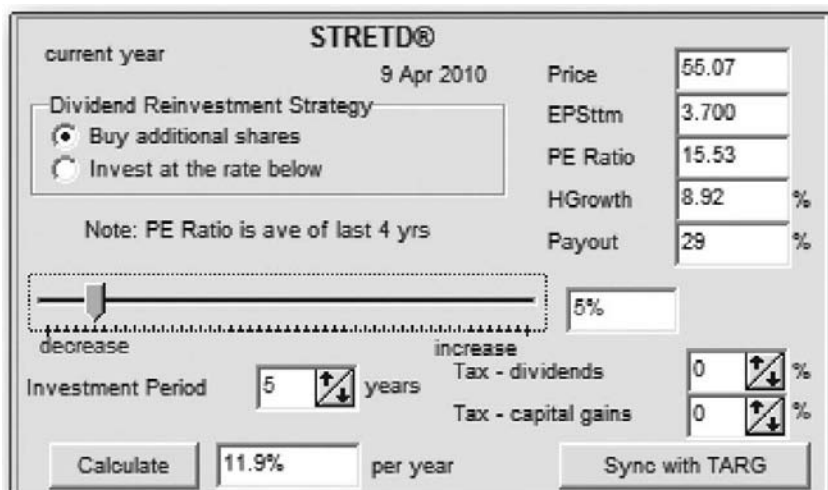 STRETD®
current year
9 Apr 2010
Dividend Reinvestment Strategy
Buy additional shares
Invest at the rate below
Note: PE Ratio is ave of last 4 yrs
Price 55.07
EPSttm 3.700
PE Ratio 15.53
HGrowth 8.92 %
Payout 29 %
5%
decrease increase
Investment Period 5 years
Tax - dividends 0 %
Tax - capital gains 0 %
Calculate 11.9% per year Sync with TARG